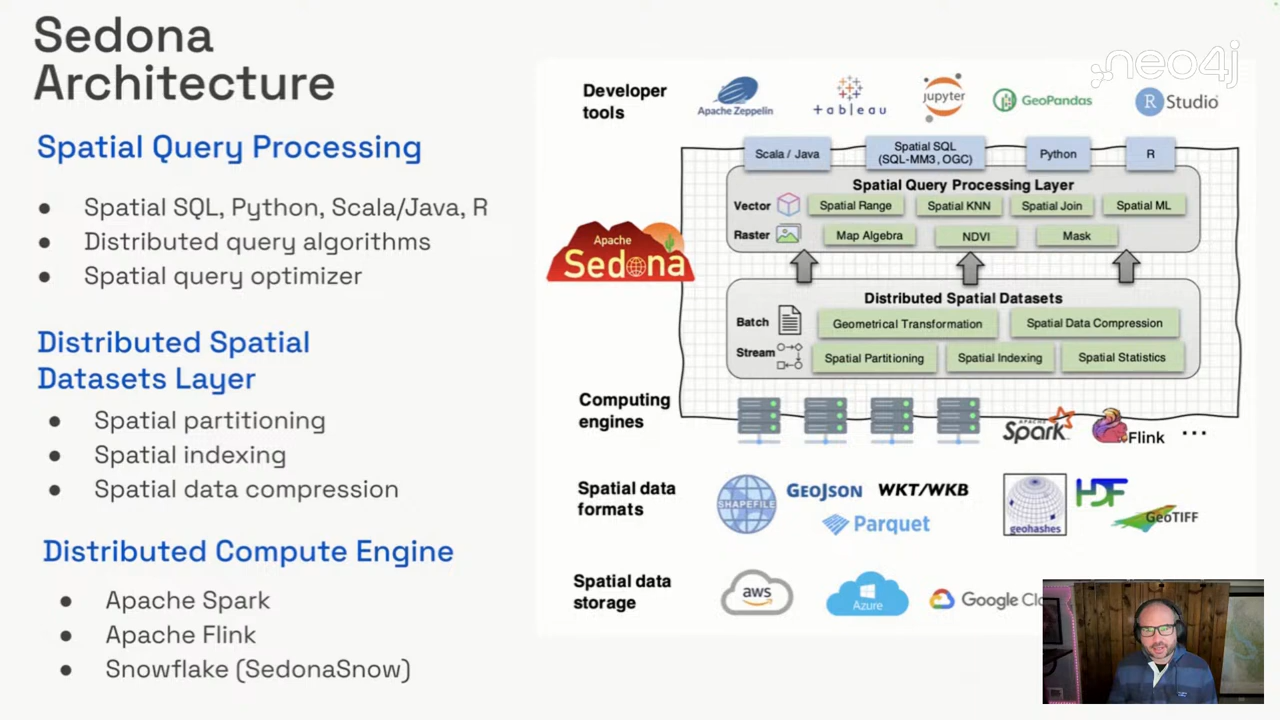 Sedona
Architecture
Spatial Query Processing
● Spatial SQL, Python, Scala/Java, R
● Distributed query algorithms
● Spatial query optimizer
Distributed Spatial
Datasets Layer
● Spatial partitioning
● Spatial indexing
● Spatial data compression
Distributed Compute Engine
● Apache Spark
● Apache Flink
● Snowflake (SedonaSnow)
neo4j
Developer
tools
Apache Zeppelin
+tableau
jupyter
GeoPandas
R Studio
Scala / Java
Spatial SQL
(SQL-MM3, OGC)
Python
R
Spatial Query Processing Layer
Vector
Spatial Range
Spatial KNN
Spatial Join
Spatial ML
Raster
Map Algebra
NDVI
Mask
Apache
Sedona
Distributed Spatial Datasets
Batch
Geometrical Transformation
Spatial Data Compression
Stream
Spatial Partitioning
Spatial Indexing
Spatial Statistics
Computing
engines
APACHE
Spark
Flink
...
Spatial data
formats
SHAPEFILE
GEOJSON
WKT/WKB
Parquet
geohashes
HDF
GeoTIFF
Spatial data
storage
aws
Azure
Google Clo